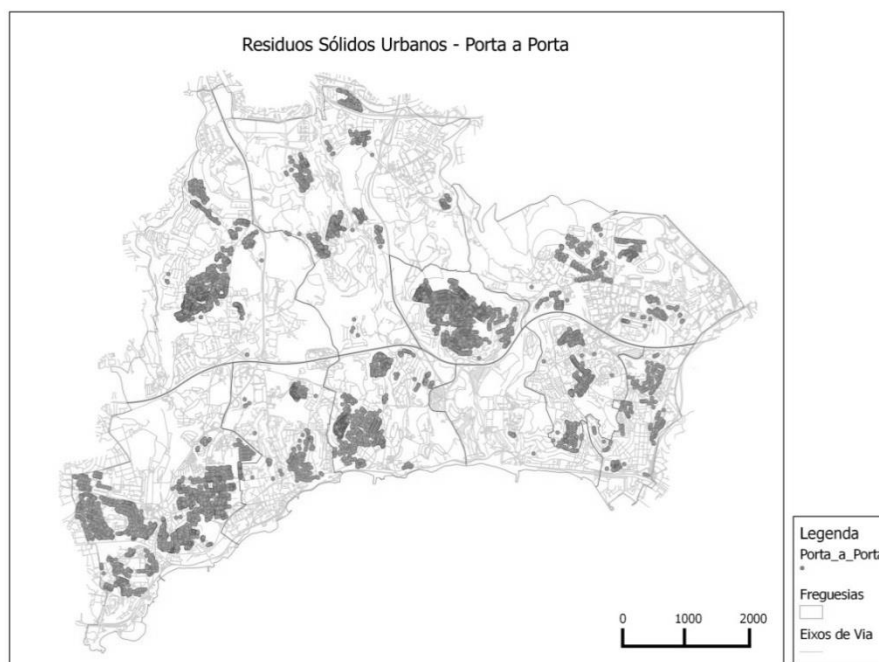 Residuos Sólidos Urbanos - Porta a Porta
0 1000 2000
Legenda
Porta_a_Porta
Freguesias
Eixos de Via